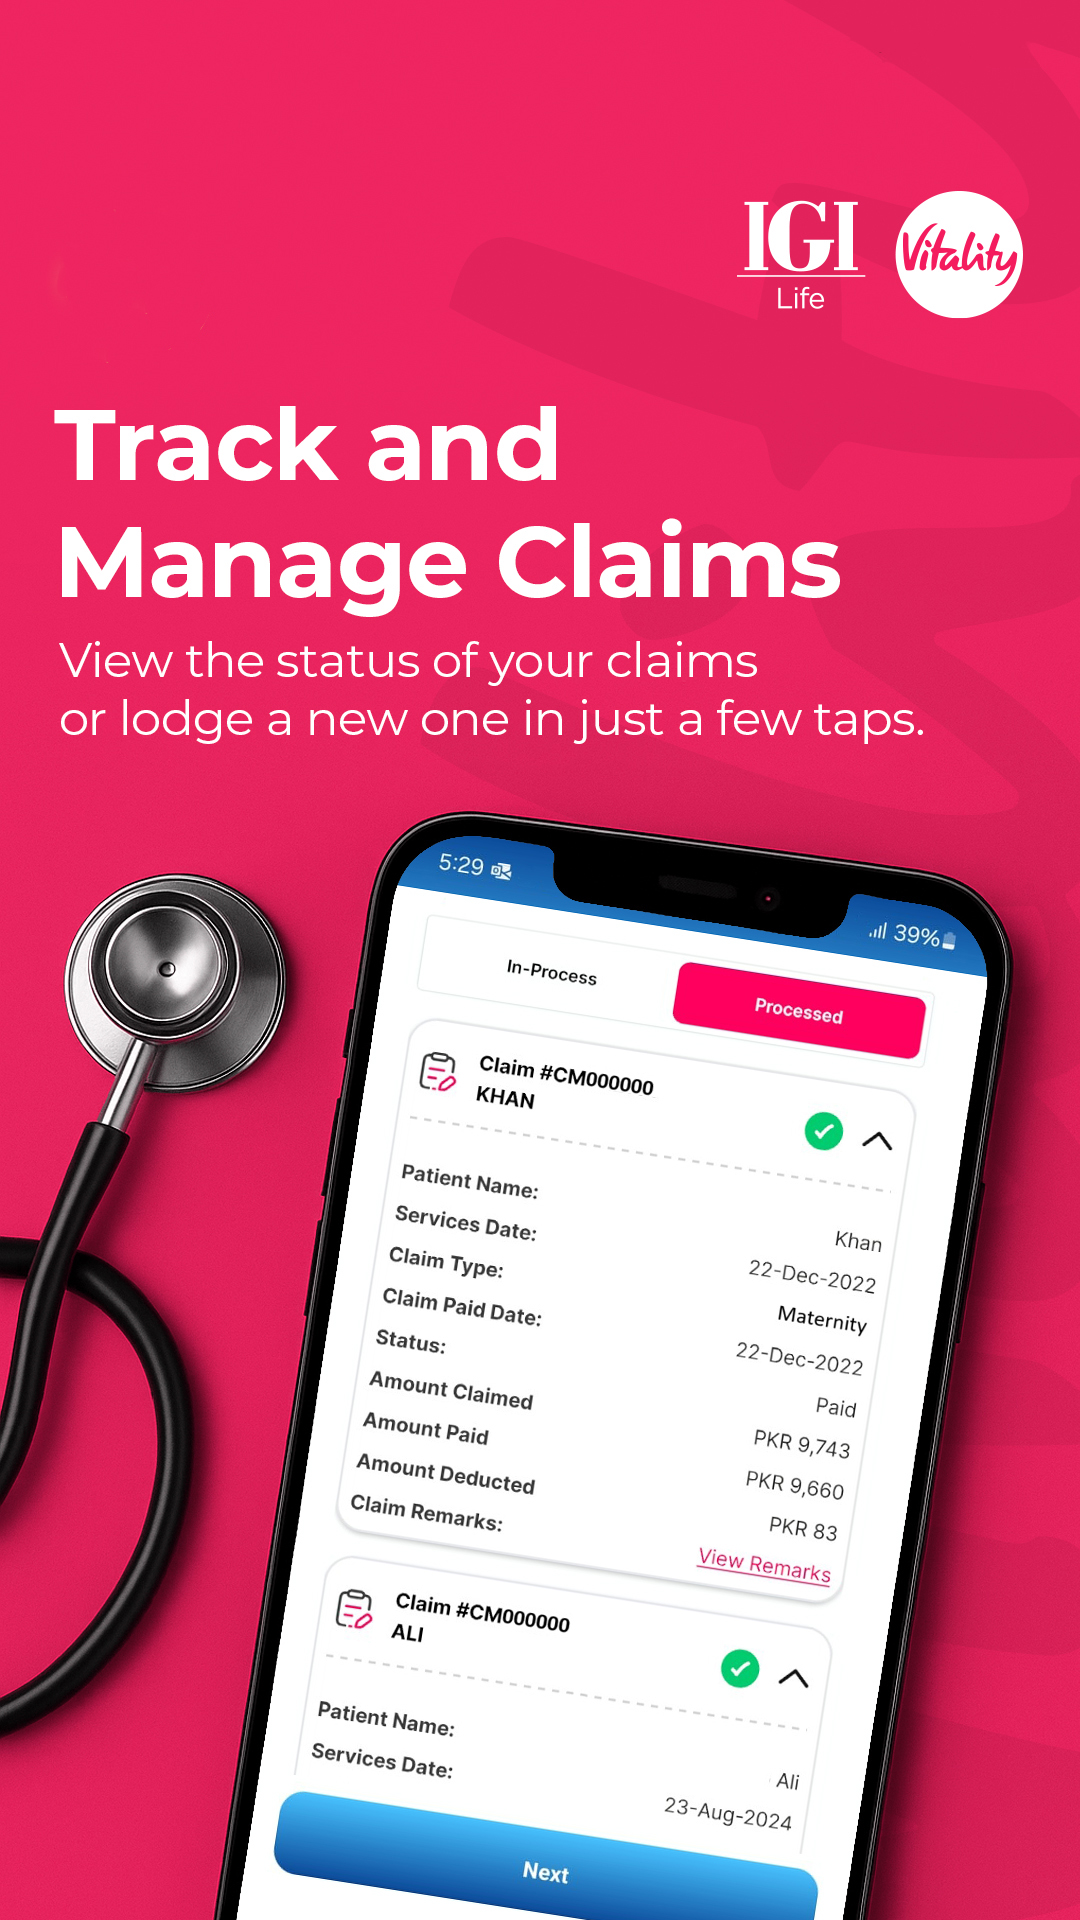 IGI
Life
Vitality
Track and
Manage Claims
View the status of your claims
or lodge a new one in just a few taps.
5:29
39%
In-Process
Processed
Claim #CM000000
KHAN
Patient Name:
Khan
Services Date:
22-Dec-2022
Claim Type:
Maternity
Claim Paid Date:
22-Dec-2022
Status:
Paid
Amount Claimed
PKR 9,743
Amount Paid
PKR 9,660
Amount Deducted
PKR 83
Claim Remarks:
View Remarks
Claim #CM000000
ALI
Patient Name:
Ali
Services Date:
23-Aug-2024
Next